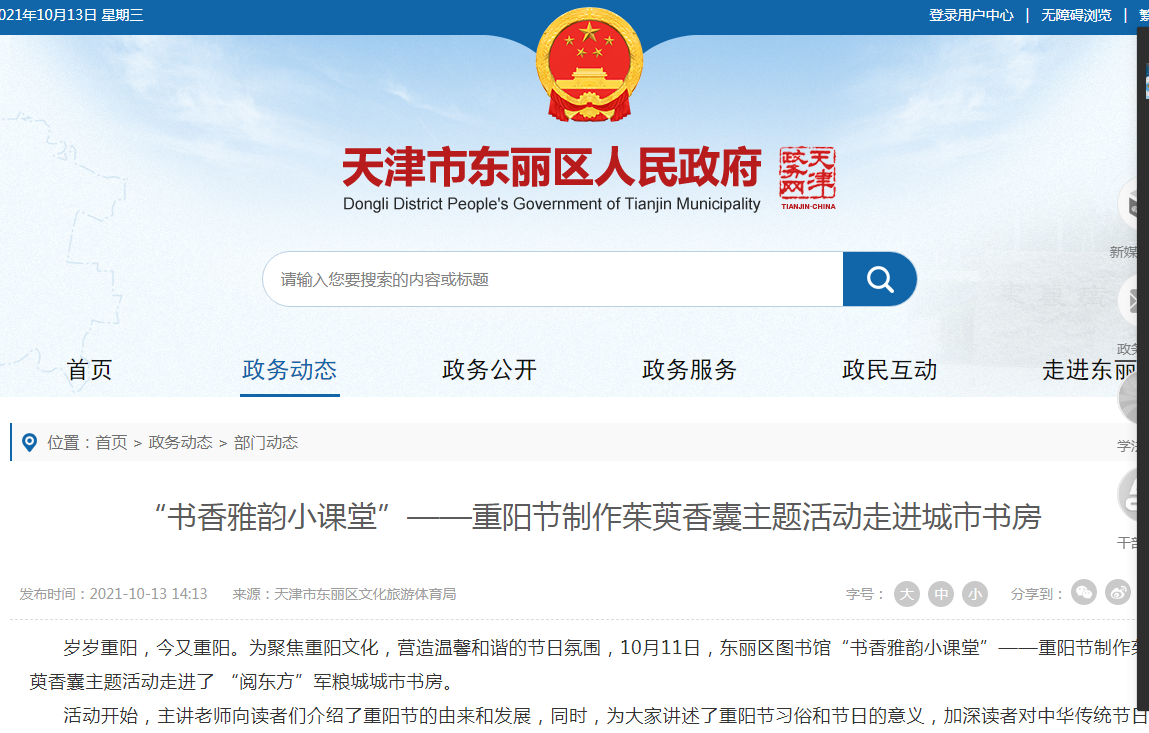 021年10月13日 星期三
登录用户中心 | 无障碍浏览 |
天津市东丽区人民政府
天津
政务网
TIANJIN·CHINA
Dongli District People's Government of Tianjin Municipality
请输入您要搜索的内容或标题
新媒
政务
首页 政务动态 政务公开 政务服务 政民互动 走进东丽
位置：首页 > 政务动态 > 部门动态
学法
“书香雅韵小课堂”——重阳节制作茱萸香囊主题活动走进城市书房
干部
发布时间：2021-10-13 14:13 来源：天津市东丽区文化旅游体育局 字号： 大 中 小 分享到：
岁岁重阳，今又重阳。为聚焦重阳文化，营造温馨和谐的节日氛围，10月11日，东丽区图书馆“书香雅韵小课堂”——重阳节制作茱
萸香囊主题活动走进了 “阅东方”军粮城城市书房。
活动开始，主讲老师向读者们介绍了重阳节的由来和发展，同时，为大家讲述了重阳节习俗和节日的意义，加深读者对中华传统节日